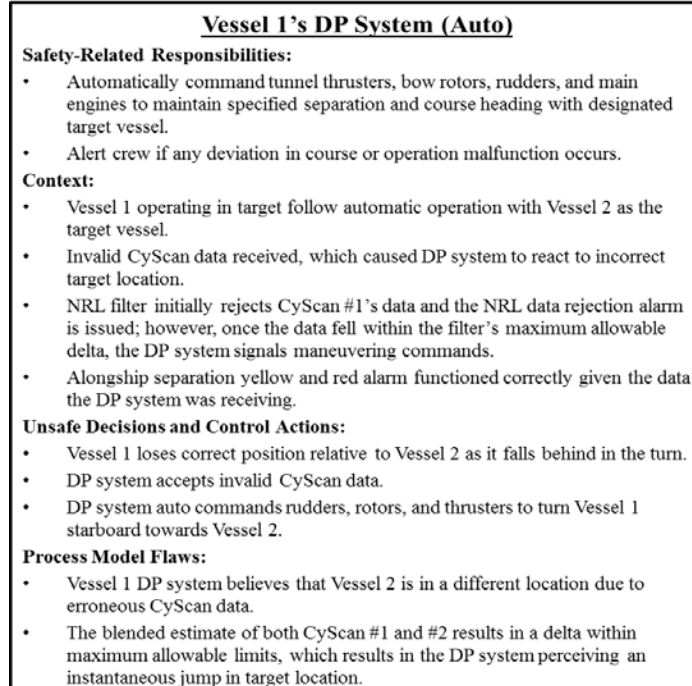 Vessel 1's DP System (Auto)
Safety-Related Responsibilities:
• Automatically command tunnel thrusters, bow rotors, rudders, and main
engines to maintain specified separation and course heading with designated
target vessel.
• Alert crew if any deviation in course or operation malfunction occurs.
Context:
• Vessel 1 operating in target follow automatic operation with Vessel 2 as the
target vessel.
• Invalid CyScan data received, which caused DP system to react to incorrect
target location.
• NRL filter initially rejects CyScan #1's data and the NRL data rejection alarm
is issued; however, once the data fell within the filter's maximum allowable
delta, the DP system signals maneuvering commands.
• Alongship separation yellow and red alarm functioned correctly given the data
the DP system was receiving.
Unsafe Decisions and Control Actions:
• Vessel 1 loses correct position relative to Vessel 2 as it falls behind in the turn.
• DP system accepts invalid CyScan data.
• DP system auto commands rudders, rotors, and thrusters to turn Vessel 1
starboard towards Vessel 2.
Process Model Flaws:
• Vessel 1 DP system believes that Vessel 2 is in a different location due to
erroneous CyScan data.
• The blended estimate of both CyScan #1 and #2 results in a delta within
maximum allowable limits, which results in the DP system perceiving an
instantaneous jump in target location.